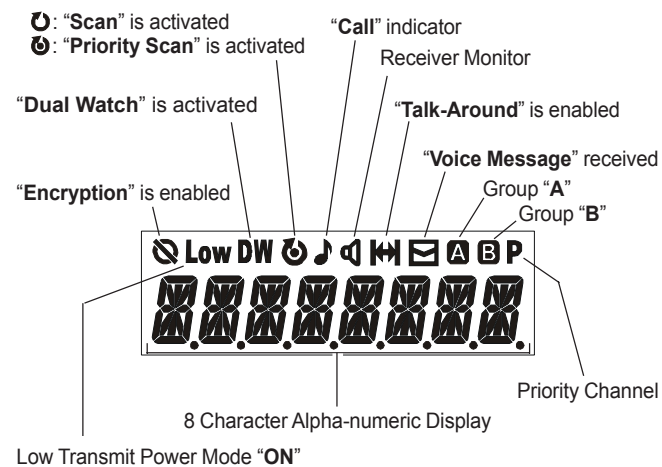 : “Scan” is activated
: “Priority Scan” is activated
“Call” indicator
Receiver Monitor
“Dual Watch” is activated
“Talk-Around” is enabled
“Voice Message” received
“Encryption” is enabled
Group “A”
Group “B”
Low DW A B P
Priority Channel
8 Character Alpha-numeric Display
Low Transmit Power Mode “ON”